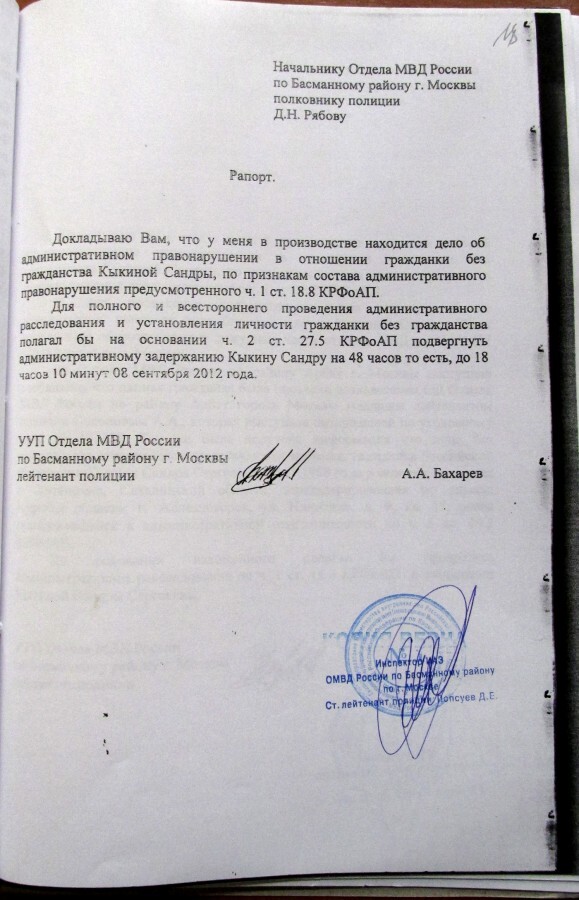 Начальнику Отдела МВД России
по Басманному району г. Москвы
полковнику полиции
Д.Н. Рябову
Рапорт.
Докладываю Вам, что у меня в производстве находится дело об
административном правонарушении в отношении гражданки без
гражданства Кыкиной Сандры, по признакам состава административного
правонарушения предусмотренного ч. 1 ст. 18.8 КРФоАП.
Для полного и всестороннего проведения административного
расследования и установления личности гражданки без гражданства
полагал бы на основании ч. 2 ст. 27.5 КРФоАП подвергнуть
административному задержанию Кыкину Сандру на 48 часов то есть, до 18
часов 10 минут 08 сентября 2012 года.
УУП Отдела МВД России
по Басманному району г. Москвы
лейтенант полиции
А.А. Бахарев
КОПИЯ ВЕРНА
Инспектор ИАЗ
ОМВД России по Басманному району
по г. Москве
Ст. лейтенант полиции Д.Е.